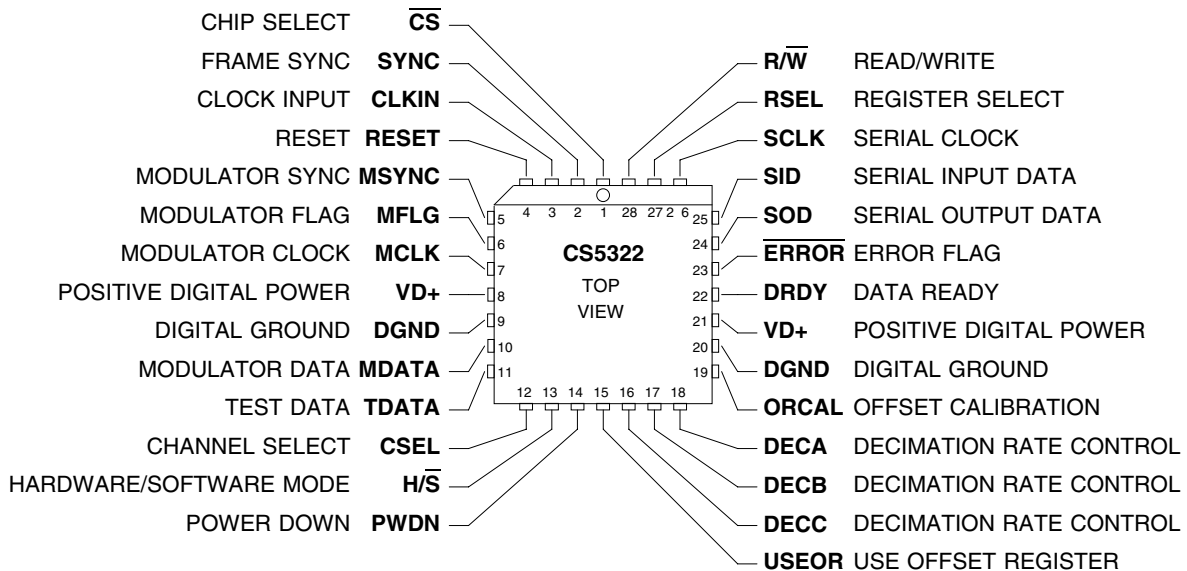 CHIP SELECT C̅S̅
FRAME SYNC SYNC
CLOCK INPUT CLKIN
RESET RESET
MODULATOR SYNC MSYNC
MODULATOR FLAG MFLG
MODULATOR CLOCK MCLK
POSITIVE DIGITAL POWER VD+
DIGITAL GROUND DGND
MODULATOR DATA MDATA
TEST DATA TDATA
CHANNEL SELECT CSEL
HARDWARE/SOFTWARE MODE H/S̅
POWER DOWN PWDN
4 3 2 1 28 27 2 6
5
6
7
8
9
10
11
CS5322
TOP
VIEW
25
24
23
22
21
20
19
12 13 14 15 16 17 18
R/W̅ READ/WRITE
RSEL REGISTER SELECT
SCLK SERIAL CLOCK
SID SERIAL INPUT DATA
SOD SERIAL OUTPUT DATA
E̅R̅R̅O̅R̅ ERROR FLAG
DRDY DATA READY
VD+ POSITIVE DIGITAL POWER
DGND DIGITAL GROUND
ORCAL OFFSET CALIBRATION
DECA DECIMATION RATE CONTROL
DECB DECIMATION RATE CONTROL
DECC DECIMATION RATE CONTROL
USEOR USE OFFSET REGISTER